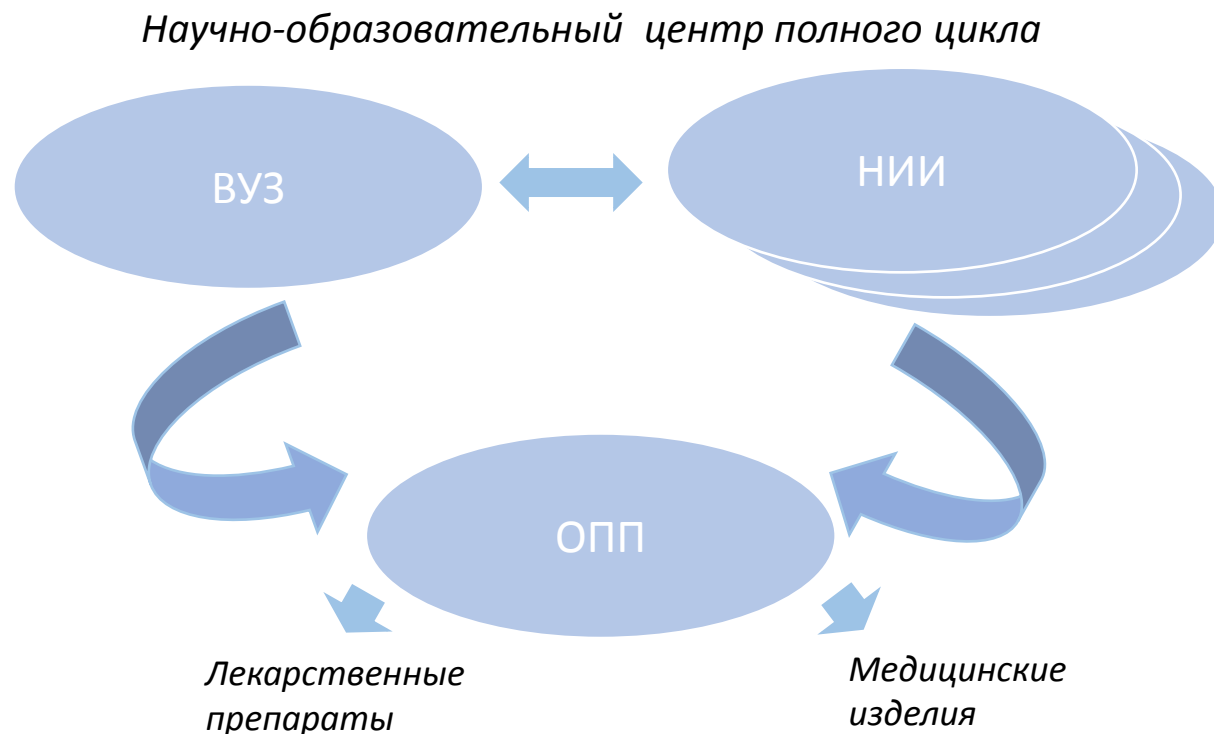 Научно-образовательный центр полного цикла
ВУЗ
НИИ
ОПП
Лекарственные
препараты
Медицинские
изделия